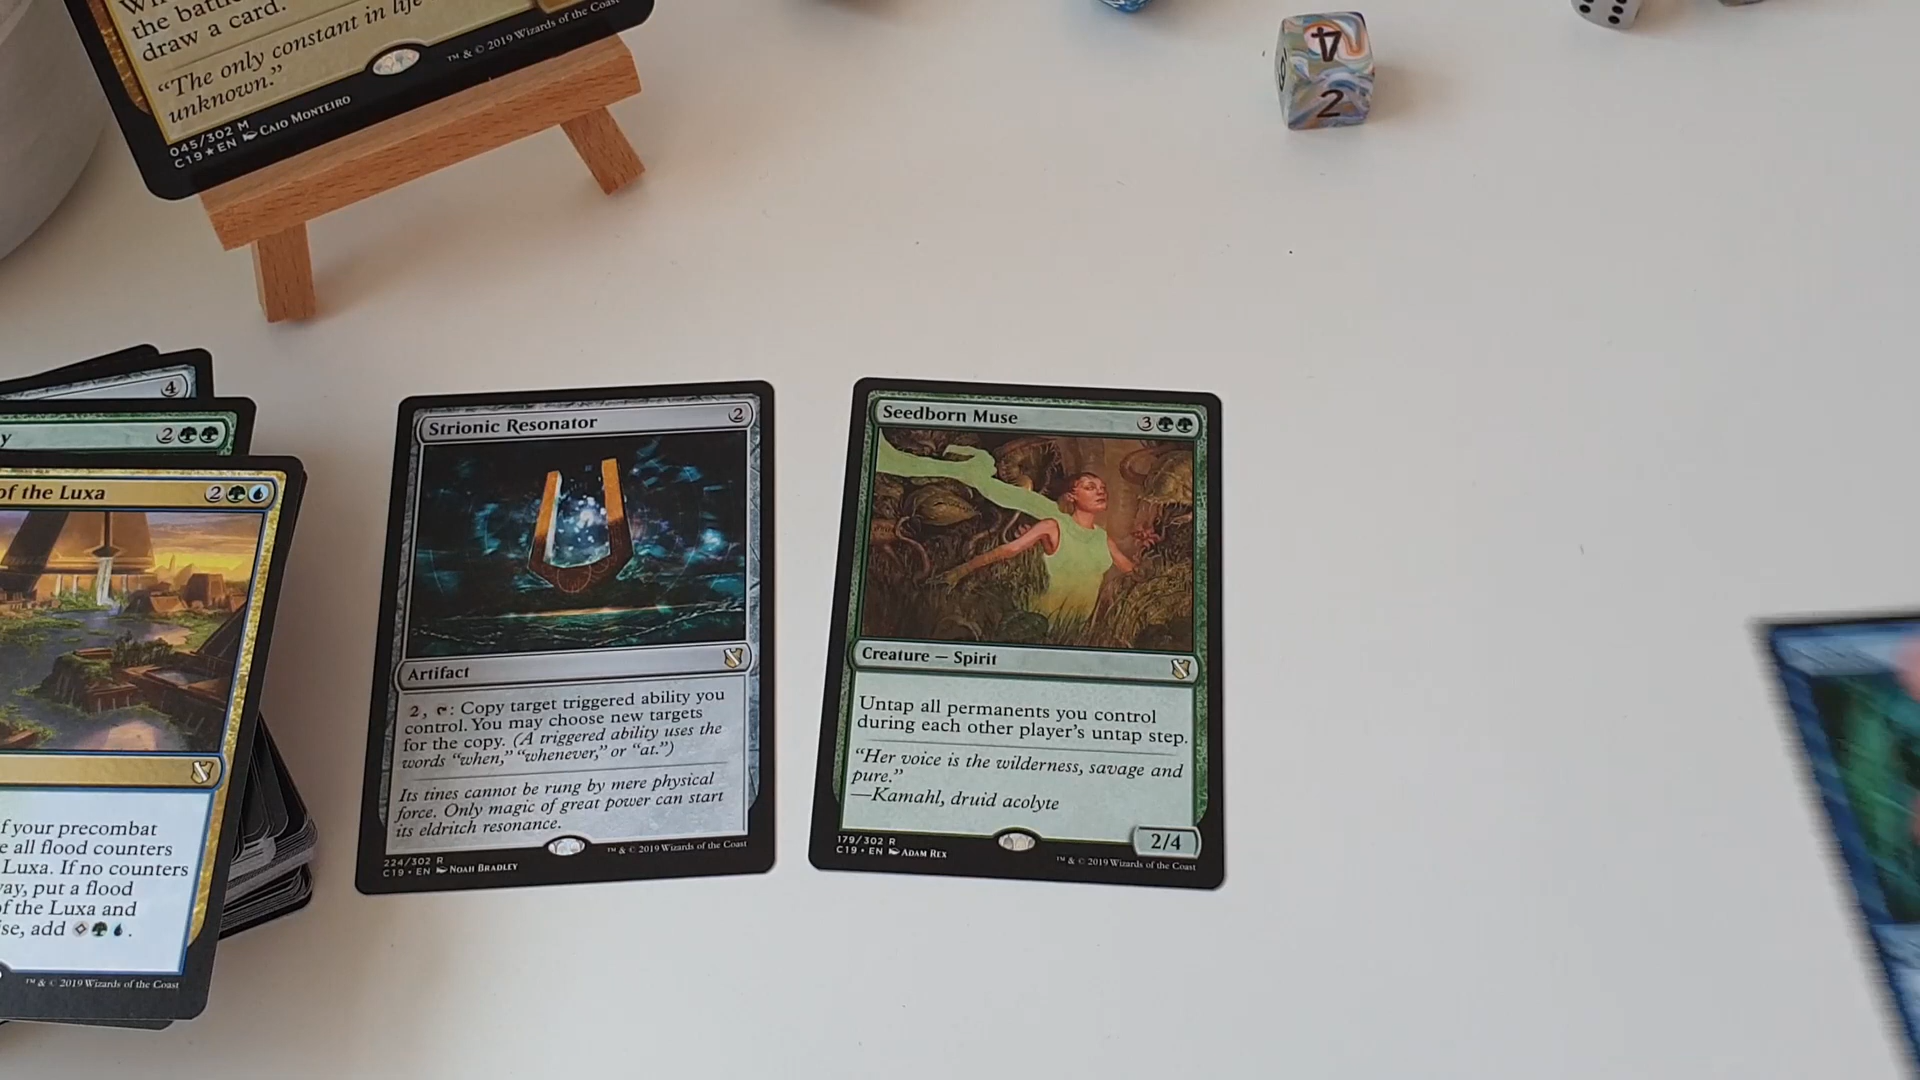 the battl
draw a card.
"The only constant in life
unknown."
045/302 M
C19★EN CAIO MONTEIRO
™ & © 2019 Wizards of the Coast
4
2
4
y 2
of the Luxa 2
f your precombat
e all flood counters
Luxa. If no counters
ay, put a flood
of the Luxa and
se, add
™ & © 2019 Wizards of the Coast
Strionic Resonator 2
Artifact
2, : Copy target triggered ability you
control. You may choose new targets
for the copy. (A triggered ability uses the
words "when," "whenever," or "at.")
Its tines cannot be rung by mere physical
force. Only magic of great power can start
its eldritch resonance.
224/302 R
C19 • EN NOAH BRADLEY
™ & © 2019 Wizards of the Coast
Seedborn Muse 3
Creature — Spirit
Untap all permanents you control
during each other player's untap step.
"Her voice is the wilderness, savage and
pure."
—Kamahl, druid acolyte
2/4
179/302 R
C19 • EN ADAM REX
™ & © 2019 Wizards of the Coast